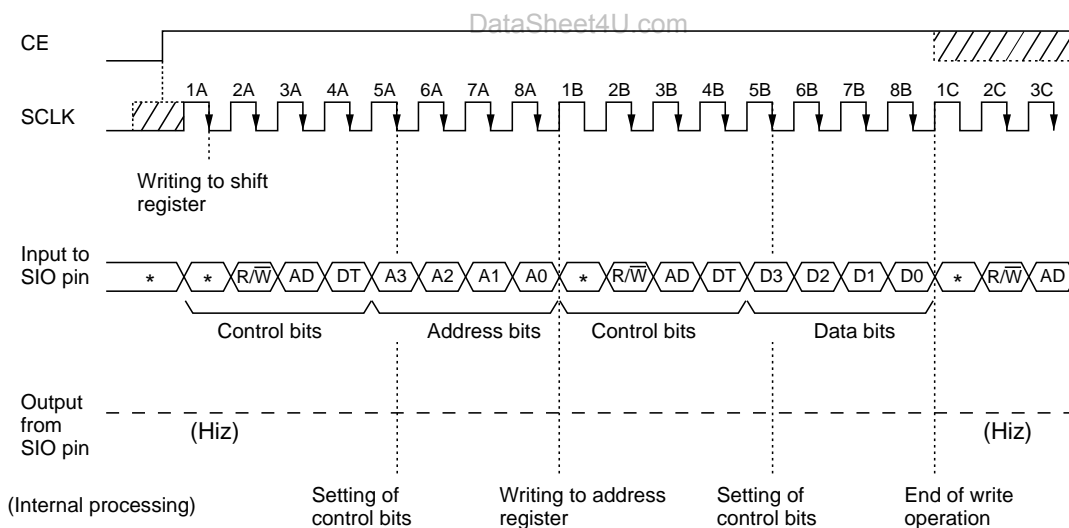 DataSheet4U.com
CE
1A 2A 3A 4A 5A 6A 7A 8A 1B 2B 3B 4B 5B 6B 7B 8B 1C 2C 3C
SCLK
Writing to shift
register
Input to
SIO pin
* * R/W̅ AD DT A3 A2 A1 A0 * R/W̅ AD DT D3 D2 D1 D0 * R/W̅ AD
Control bits Address bits Control bits Data bits
Output
from
SIO pin
(Hiz) (Hiz)
(Internal processing)
Setting of
control bits
Writing to address
register
Setting of
control bits
End of write
operation